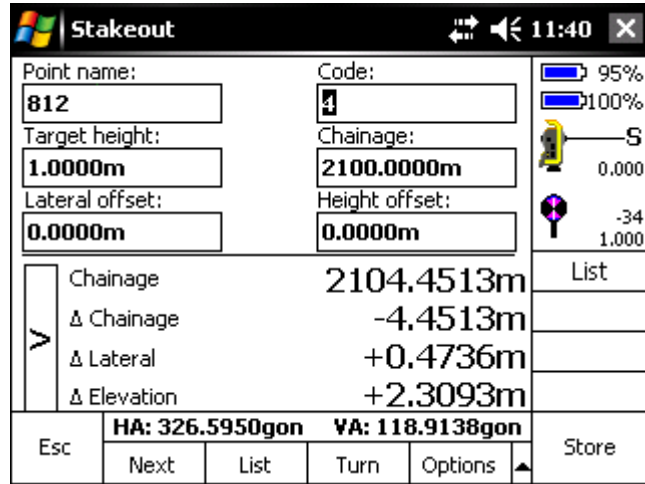 Stakeout 11:40
Point name: Code: 95%
812 4 100%
Target height: Chainage: S
1.0000m 2100.0000m 0.000
Lateral offset: Height offset: -34
0.0000m 0.0000m 1.000
List
Chainage 2104.4513m
Δ Chainage -4.4513m
>
Δ Lateral +0.4736m
Δ Elevation +2.3093m
HA: 326.5950gon VA: 118.9138gon
Esc Store
Next List Turn Options